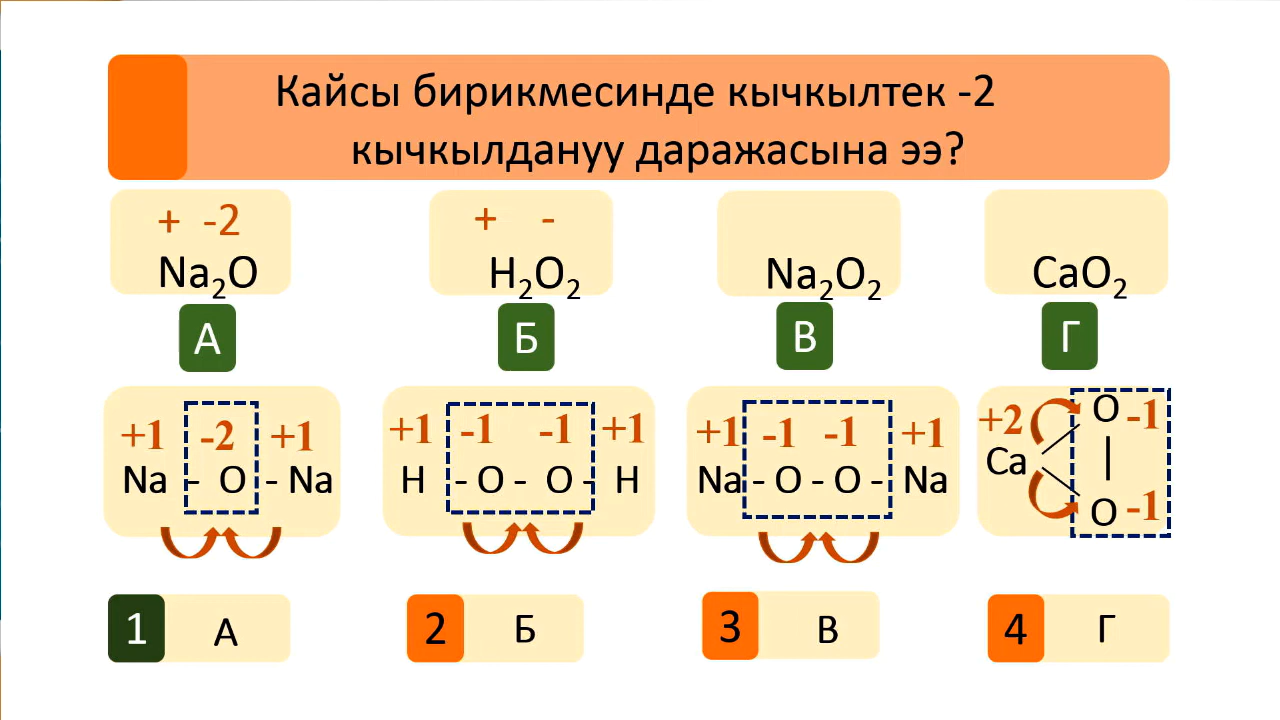 Кайсы бирикмесинде кычкылтек -2
кычкылдануу даражасына ээ?
+ -2
Na₂O
+ -
H₂O₂
Na₂O₂
CaO₂
А
Б
В
Г
+1 -2 +1
Na - O - Na
+1 -1 -1 +1
H - O - O - H
+1 -1 -1 +1
Na - O - O - Na
O -1
+2
Ca
|
O -1
1 А
2 Б
3 В
4 Г